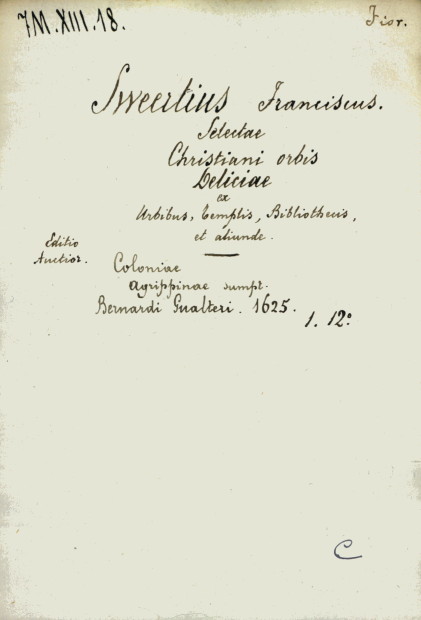 7M.XIII.18.
Fior.
Sweertius Franciscus.
Selectae
Christiani orbis
Deliciae
ex
Urbibus, Templis, Bibliothecis,
et aliunde.
Editio
Auctior.
Coloniae
Agrippinae sumpt.
Bernardi Gualteri. 1625.
1. 12º
C